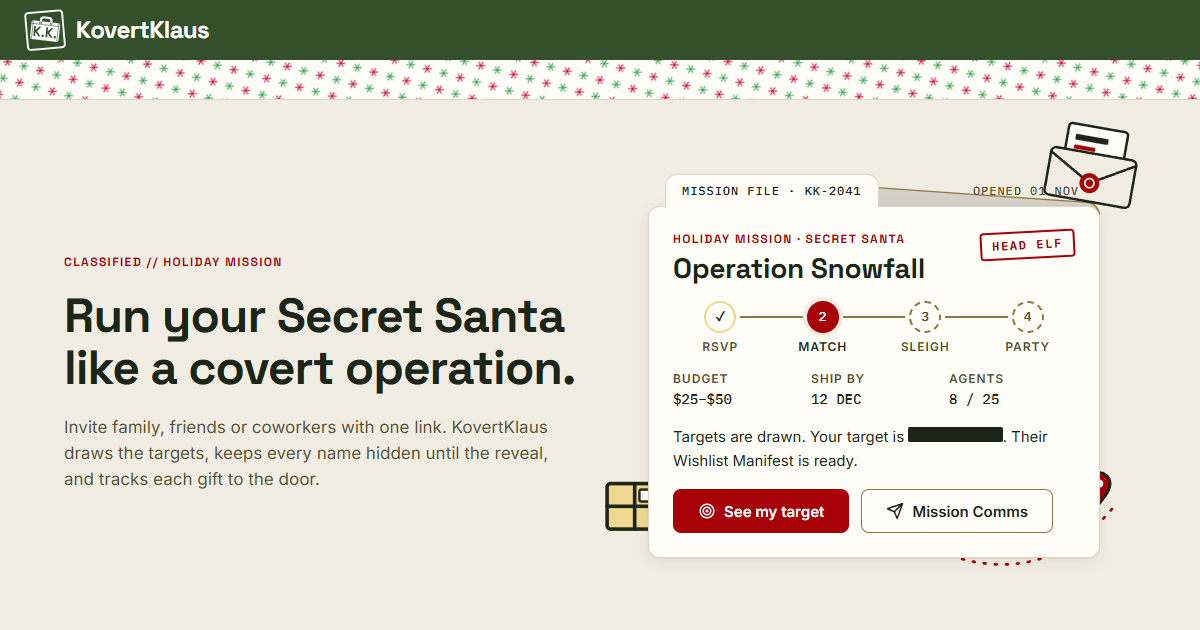 K.K.
KovertKlaus
CLASSIFIED // HOLIDAY MISSION
Run your Secret Santa
like a covert operation.
Invite family, friends or coworkers with one link. KovertKlaus
draws the targets, keeps every name hidden until the reveal,
and tracks each gift to the door.
MISSION FILE · KK-2041
OPENED 01 NOV
HOLIDAY MISSION · SECRET SANTA
HEAD ELF
Operation Snowfall
✓ 2 3 4
RSVP MATCH SLEIGH PARTY
BUDGET SHIP BY AGENTS
$25–$50 12 DEC 8 / 25
Targets are drawn. Your target is . Their
Wishlist Manifest is ready.
See my target
Mission Comms